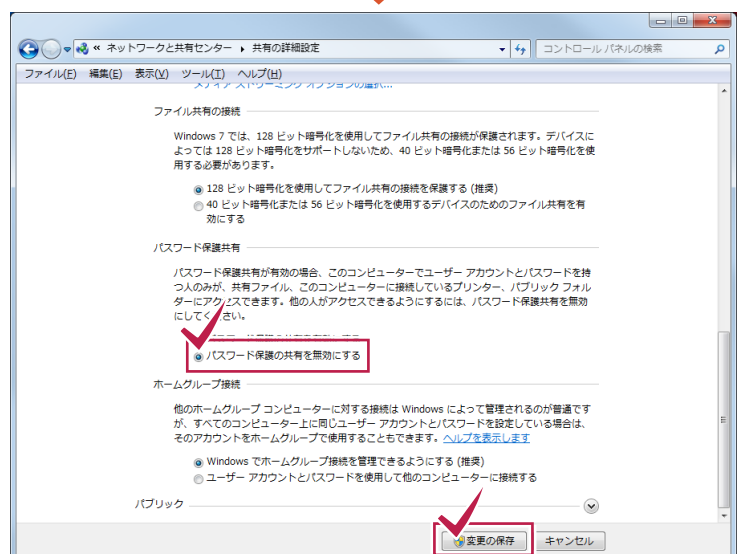 « ネットワークと共有センター ▸ 共有の詳細設定
コントロール パネルの検索
ファイル(F) 編集(E) 表示(V) ツール(T) ヘルプ(H)
メディア ストリーミング オプションの選択...
ファイル共有の接続
Windows 7 では、128 ビット暗号化を使用してファイル共有の接続が保護されます。デバイスに
よっては 128 ビット暗号化をサポートしないため、40 ビット暗号化または 56 ビット暗号化を使
用する必要があります。
128 ビット暗号化を使用してファイル共有の接続を保護する (推奨)
40 ビット暗号化または 56 ビット暗号化を使用するデバイスのためのファイル共有を有
効にする
パスワード保護共有
パスワード保護共有が有効の場合、このコンピューターでユーザー アカウントとパスワードを持
つ人のみが、共有ファイル、このコンピューターに接続しているプリンター、パブリック フォル
ダーにアクセスできます。他の人がアクセスできるようにするには、パスワード保護共有を無効
にしてください。
パスワード保護の共有を無効にする
ホームグループ接続
他のホームグループ コンピューターに対する接続は Windows によって管理されるのが普通です
が、すべてのコンピューター上に同じユーザー アカウントとパスワードを設定している場合は、
そのアカウントをホームグループで使用することもできます。ヘルプを表示します
Windows でホームグループ接続を管理できるようにする (推奨)
ユーザー アカウントとパスワードを使用して他のコンピューターに接続する
パブリック
変更の保存 キャンセル